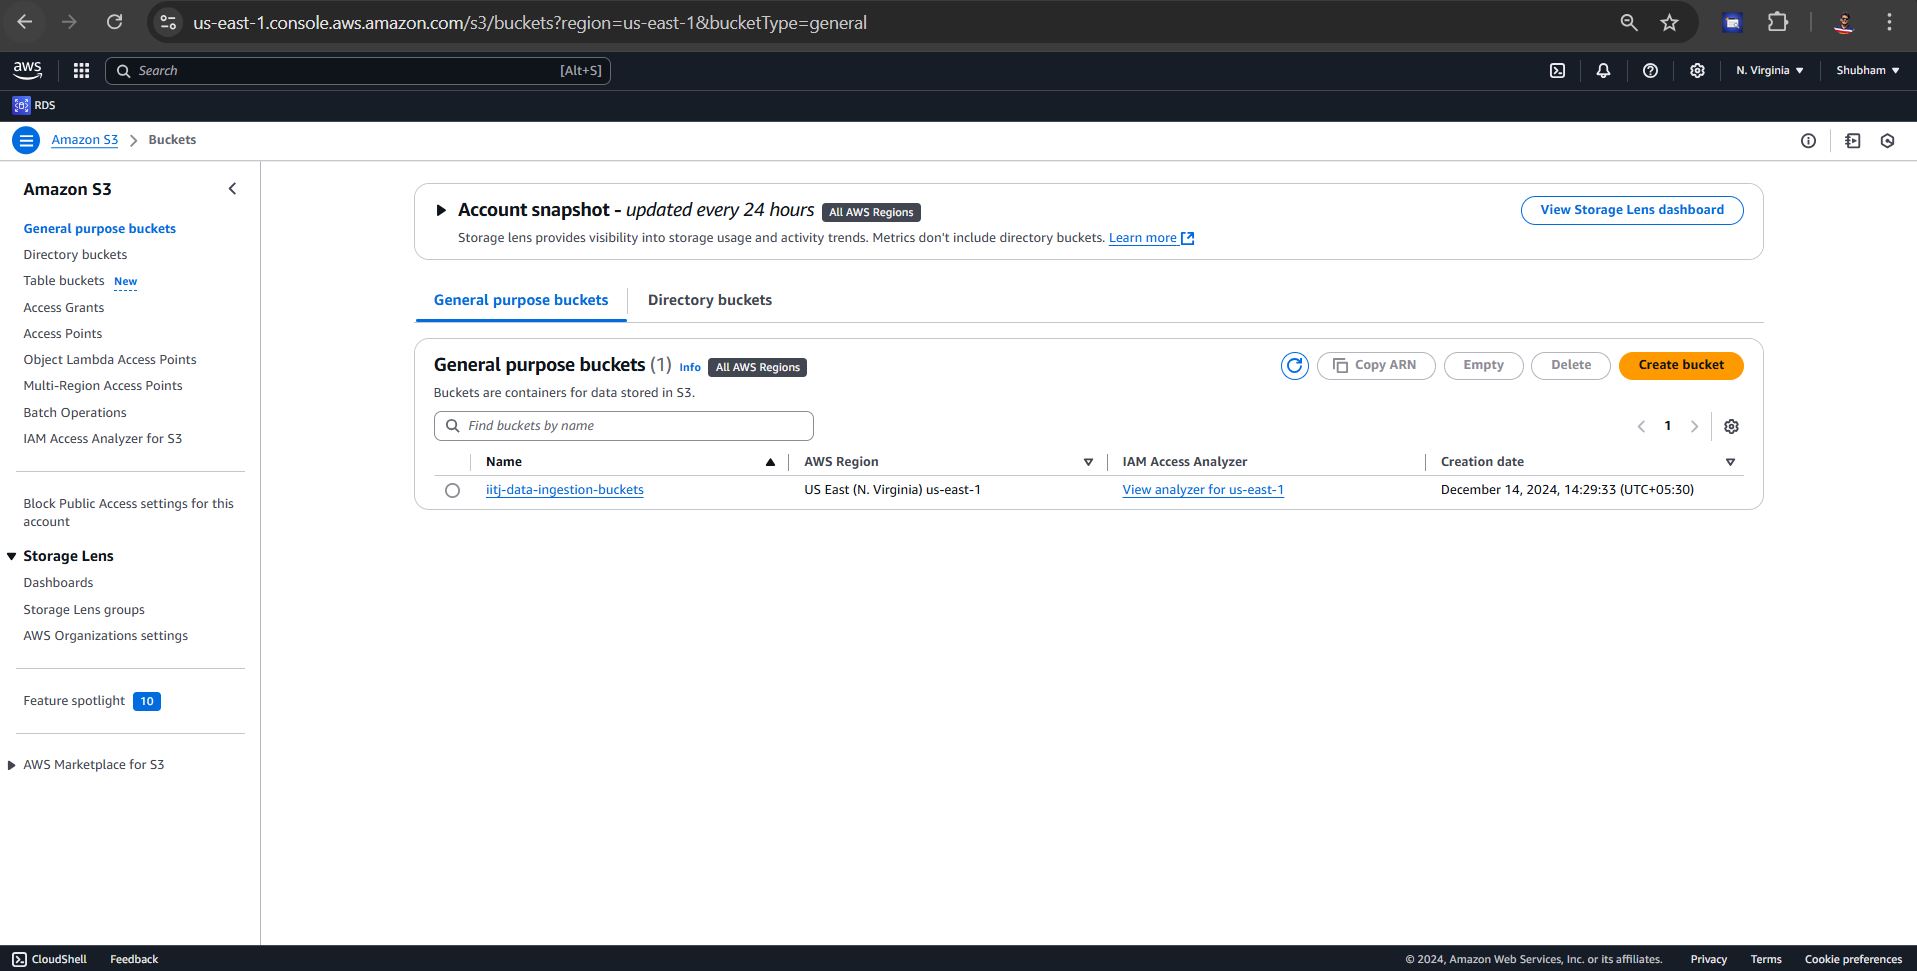 us-east-1.console.aws.amazon.com/s3/buckets?region=us-east-1&bucketType=general
aws
Search [Alt+S]
N. Virginia
Shubham
RDS
Amazon S3
Buckets
Amazon S3
General purpose buckets
Directory buckets
Table buckets New
Access Grants
Access Points
Object Lambda Access Points
Multi-Region Access Points
Batch Operations
IAM Access Analyzer for S3
Block Public Access settings for this
account
Storage Lens
Dashboards
Storage Lens groups
AWS Organizations settings
Feature spotlight 10
AWS Marketplace for S3
Account snapshot - updated every 24 hours All AWS Regions
View Storage Lens dashboard
Storage lens provides visibility into storage usage and activity trends. Metrics don't include directory buckets. Learn more
General purpose buckets Directory buckets
General purpose buckets (1) Info All AWS Regions
Copy ARN Empty Delete Create bucket
Buckets are containers for data stored in S3.
Find buckets by name
1
Name AWS Region IAM Access Analyzer Creation date
iitj-data-ingestion-buckets US East (N. Virginia) us-east-1 View analyzer for us-east-1 December 14, 2024, 14:29:33 (UTC+05:30)
CloudShell Feedback © 2024, Amazon Web Services, Inc. or its affiliates. Privacy Terms Cookie preferences